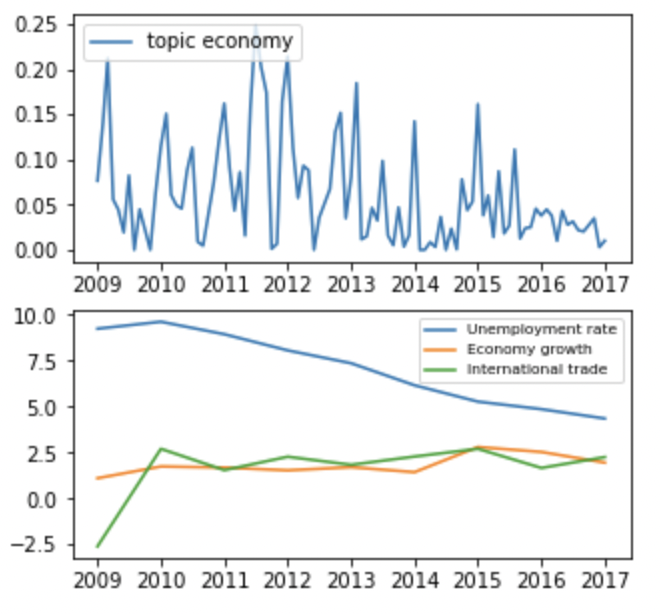 0.25
topic economy
0.20
0.15
0.10
0.05
0.00
2009 2010 2011 2012 2013 2014 2015 2016 2017
10.0
Unemployment rate
Economy growth
International trade
7.5
5.0
2.5
0.0
−2.5
2009 2010 2011 2012 2013 2014 2015 2016 2017